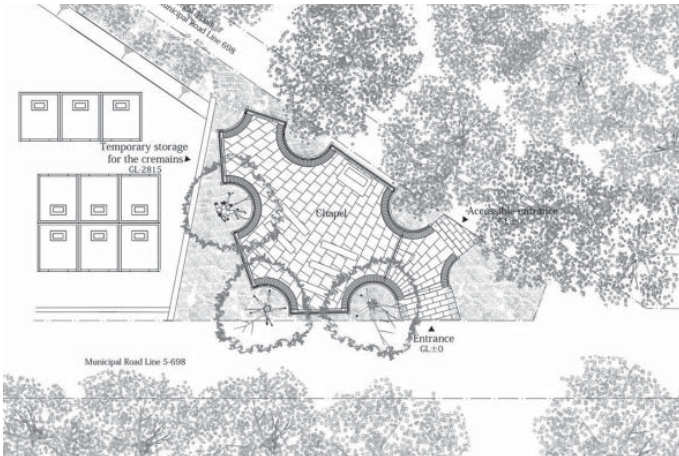 Municipal Road Line 698
Temporary storage
for the cremains
GL-2815
Chapel
Accessible entrance
Entrance
GL±0
Municipal Road Line 5-698